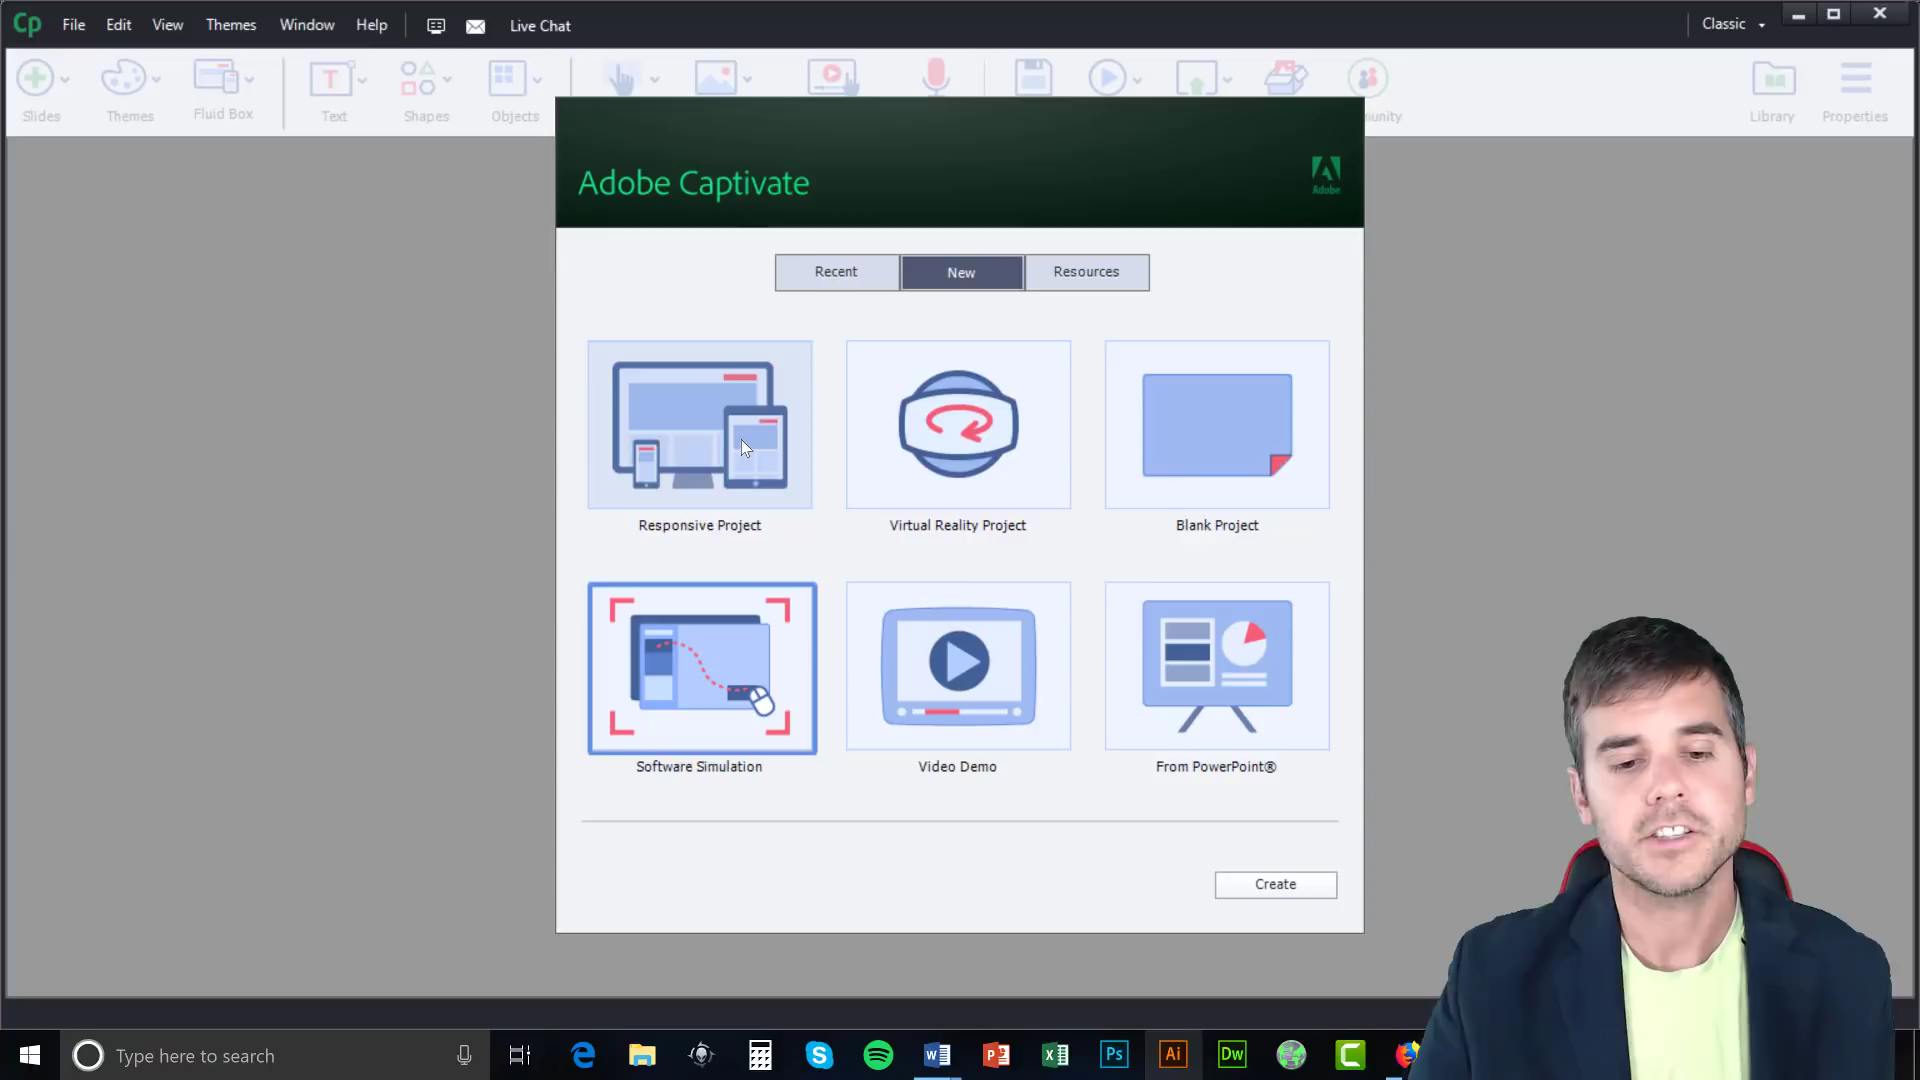 Cp File Edit View Themes Window Help Live Chat Classic
Slides Themes Fluid Box Text Shapes Objects Library Properties
Adobe Captivate
Adobe
Recent New Resources
Responsive Project Virtual Reality Project Blank Project
Software Simulation Video Demo From PowerPoint®
Create
Type here to search
Ps Ai Dw